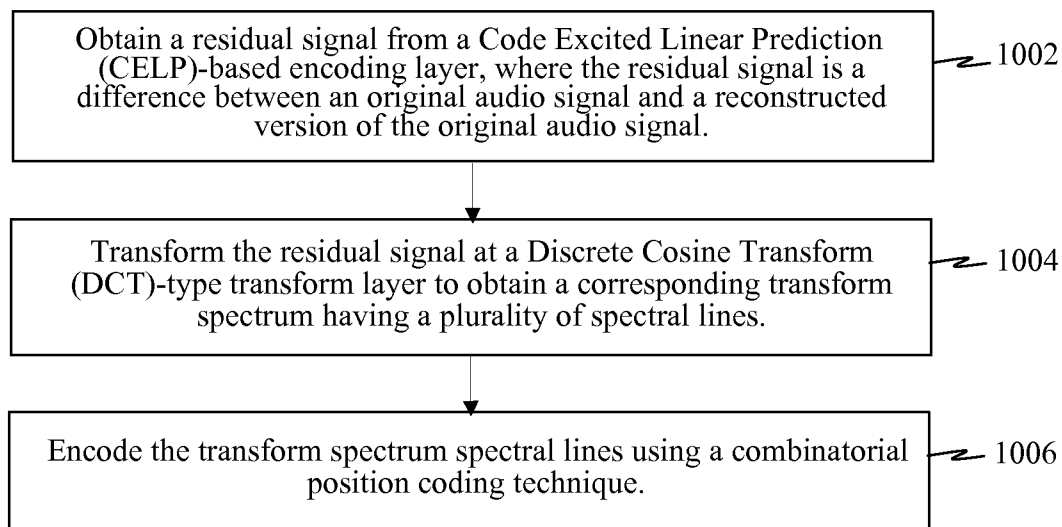 Obtain a residual signal from a Code Excited Linear Prediction
(CELP)-based encoding layer, where the residual signal is a
difference between an original audio signal and a reconstructed
version of the original audio signal.
1002
Transform the residual signal at a Discrete Cosine Transform
(DCT)-type transform layer to obtain a corresponding transform
spectrum having a plurality of spectral lines.
1004
Encode the transform spectrum spectral lines using a combinatorial
position coding technique.
1006